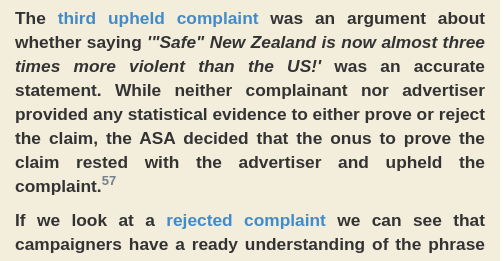 The third upheld complaint was an argument about
whether saying '"Safe" New Zealand is now almost three
times more violent than the US!' was an accurate
statement. While neither complainant nor advertiser
provided any statistical evidence to either prove or reject
the claim, the ASA decided that the onus to prove the
claim rested with the advertiser and upheld the
complaint.57
If we look at a rejected complaint we can see that
campaigners have a ready understanding of the phrase